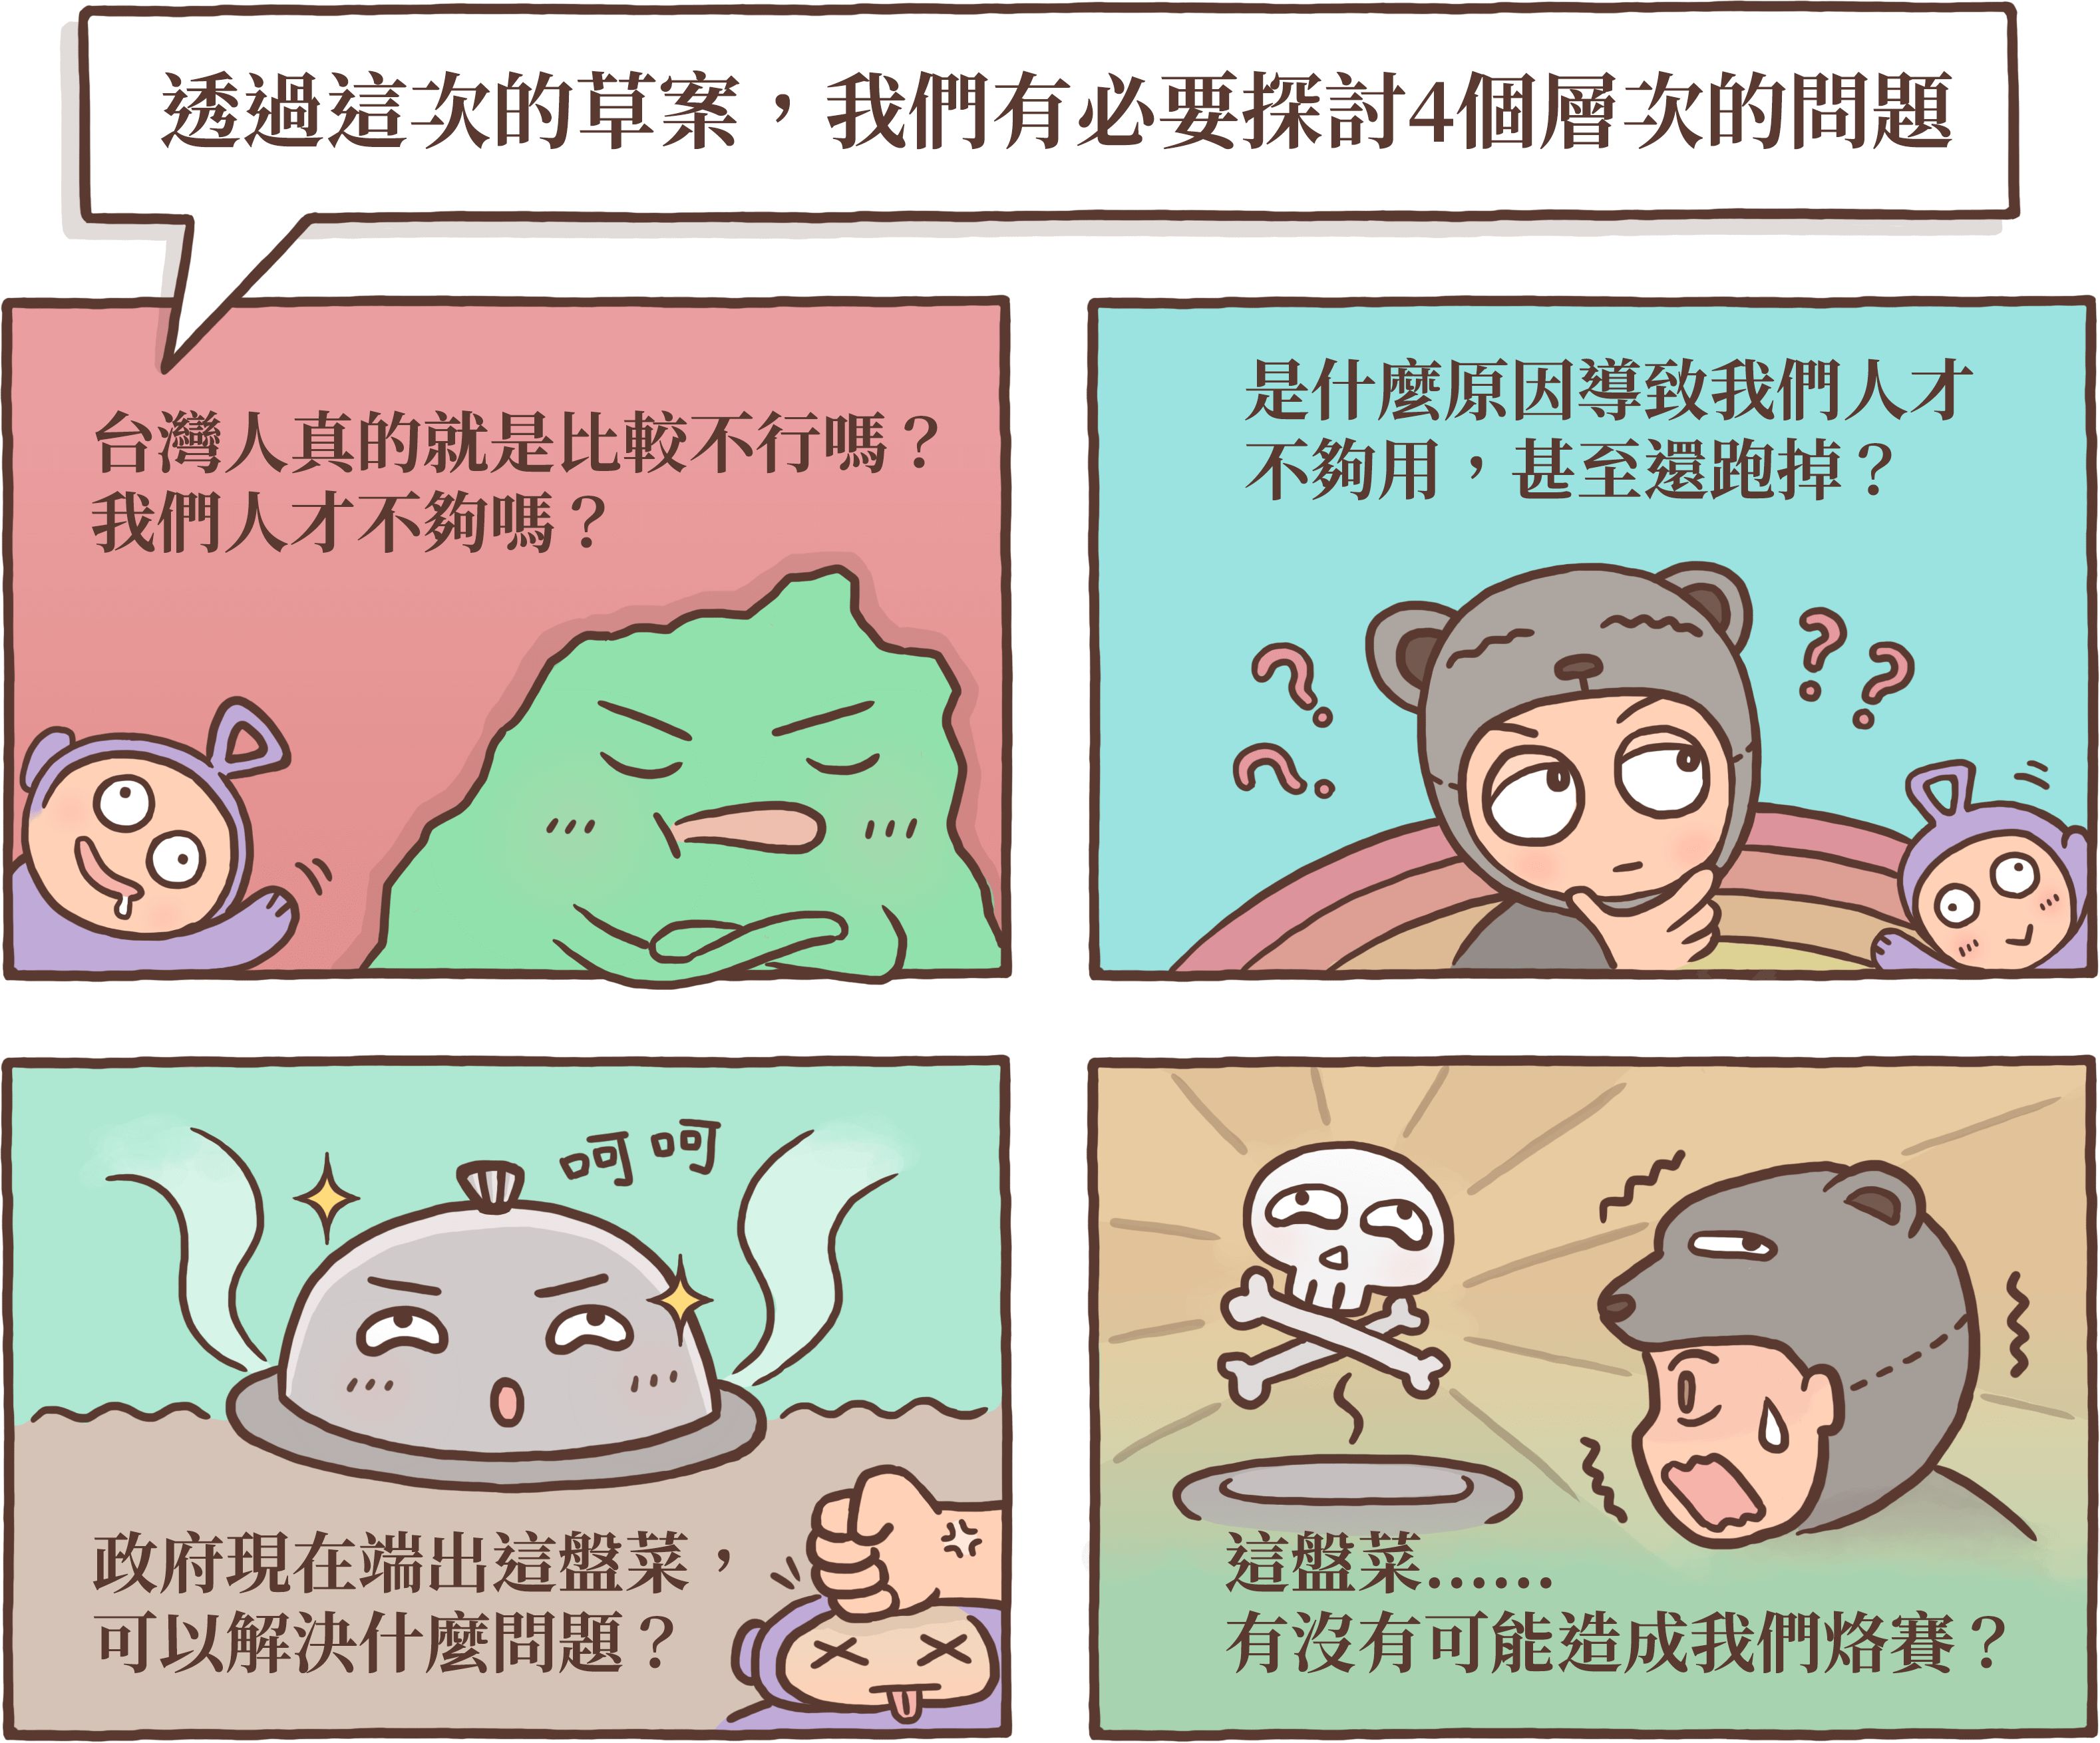 透過這次的草案，我們有必要探討4個層次的問題
台灣人真的就是比較不行嗎？
我們人才不夠嗎？
是什麼原因導致我們人才
不夠用，甚至還跑掉？
呵呵
政府現在端出這盤菜，
可以解決什麼問題？
這盤菜……
有沒有可能造成我們烙賽？